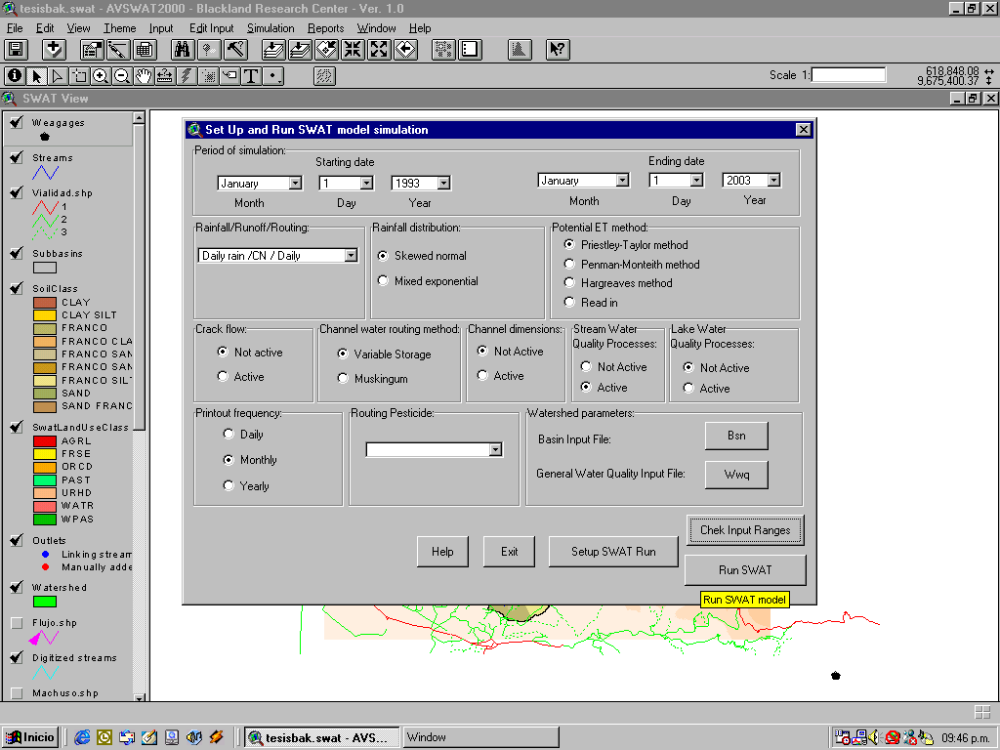 tesisbak.swat - AVSWAT2000 - Blackland Research Center - Ver. 1.0
File Edit View Theme Input Edit Input Simulation Reports Window Help
Scale 1:
618,848.08
9,675,400.37
SWAT View
Weagages
Streams
Vialidad.shp
1
2
3
Subbasins
SoilClass
CLAY
CLAY SILT
FRANCO
FRANCO CLA
FRANCO SAN
FRANCO SAN
FRANCO SILT
SAND
SAND FRANC
SwatLandUseClass
AGRL
FRSE
ORCD
PAST
URHD
WATR
WPAS
Outlets
Linking stream
Manually adde
Watershed
Flujo.shp
Digitized streams
Machuso.shp
Set Up and Run SWAT model simulation
Period of simulation:
Starting date
Ending date
January 1 1993
January 1 2003
Month Day Year
Month Day Year
Rainfall/Runoff/Routing:
Daily rain /CN / Daily
Rainfall distribution:
Skewed normal
Mixed exponential
Potential ET method:
Priestley-Taylor method
Penman-Monteith method
Hargreaves method
Read in
Crack flow:
Not active
Active
Channel water routing method:
Variable Storage
Muskingum
Channel dimensions:
Not Active
Active
Stream Water
Quality Processes:
Not Active
Active
Lake Water
Quality Processes:
Not Active
Active
Printout frequency:
Daily
Monthly
Yearly
Routing Pesticide:
Watershed parameters:
Basin Input File:
Bsn
General Water Quality Input File:
Wwq
Chek Input Ranges
Help
Exit
Setup SWAT Run
Run SWAT
Run SWAT model
Inicio
tesisbak.swat - AVS...
Window
09:46 p.m.